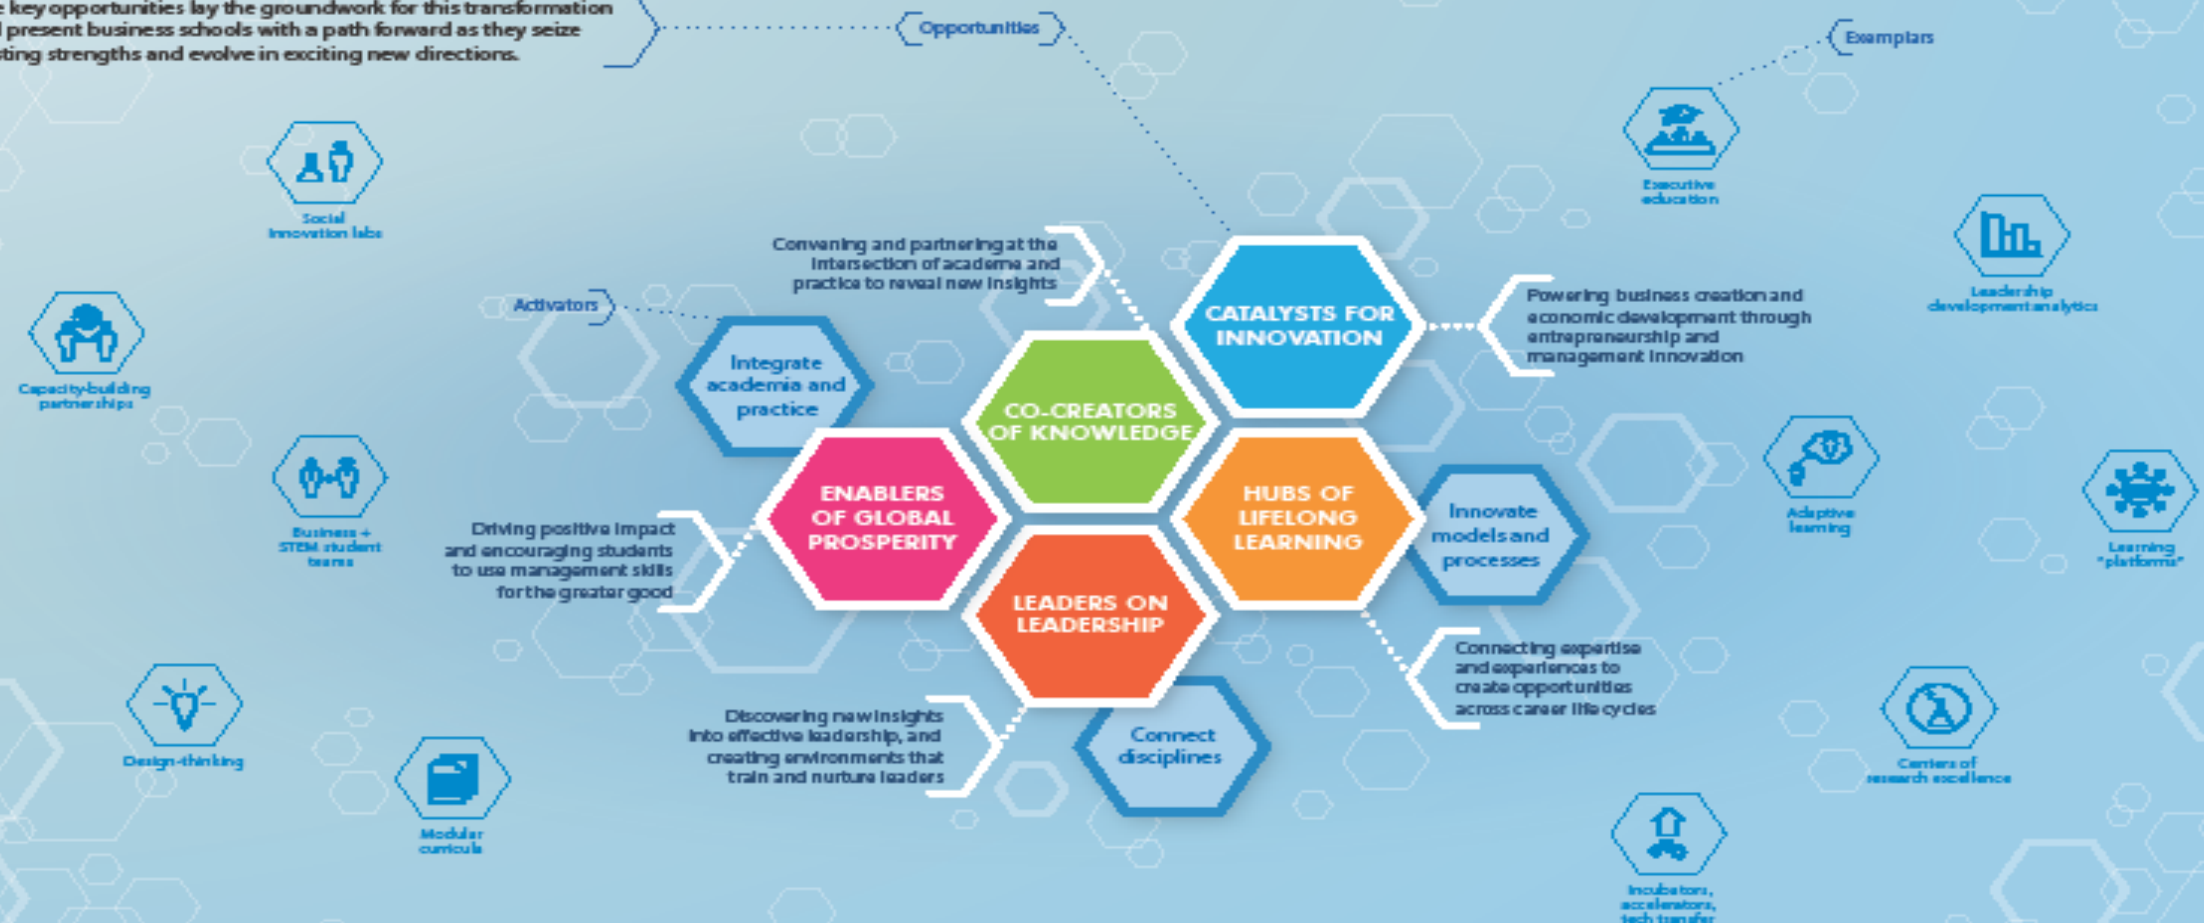 key opportunities lay the groundwork for this transformation
present business schools with a path forward as they seize
sting strengths and evolve in exciting new directions.
Opportunities
Exemplars
Executive
education
Social
innovation labs
Leadership
development analytics
Convening and partnering at the
intersection of academe and
practice to reveal new insights
Activators
CATALYSTS FOR
INNOVATION
Powering business creation and
economic development through
entrepreneurship and
management innovation
Capacity-building
partnerships
Integrate
academia and
practice
CO-CREATORS
OF KNOWLEDGE
Business +
STEM student
teams
ENABLERS
OF GLOBAL
PROSPERITY
HUBS OF
LIFELONG
LEARNING
Innovate
models and
processes
Adaptive
learning
Learning
"platforms"
Driving positive impact
and encouraging students
to use management skills
for the greater good
LEADERS ON
LEADERSHIP
Connecting expertise
and experiences to
create opportunities
across career life cycles
Discovering new insights
into effective leadership, and
creating environments that
train and nurture leaders
Connect
disciplines
Design-thinking
Centers of
research excellence
Modular
curricula
Incubators,
accelerators,
tech transfer